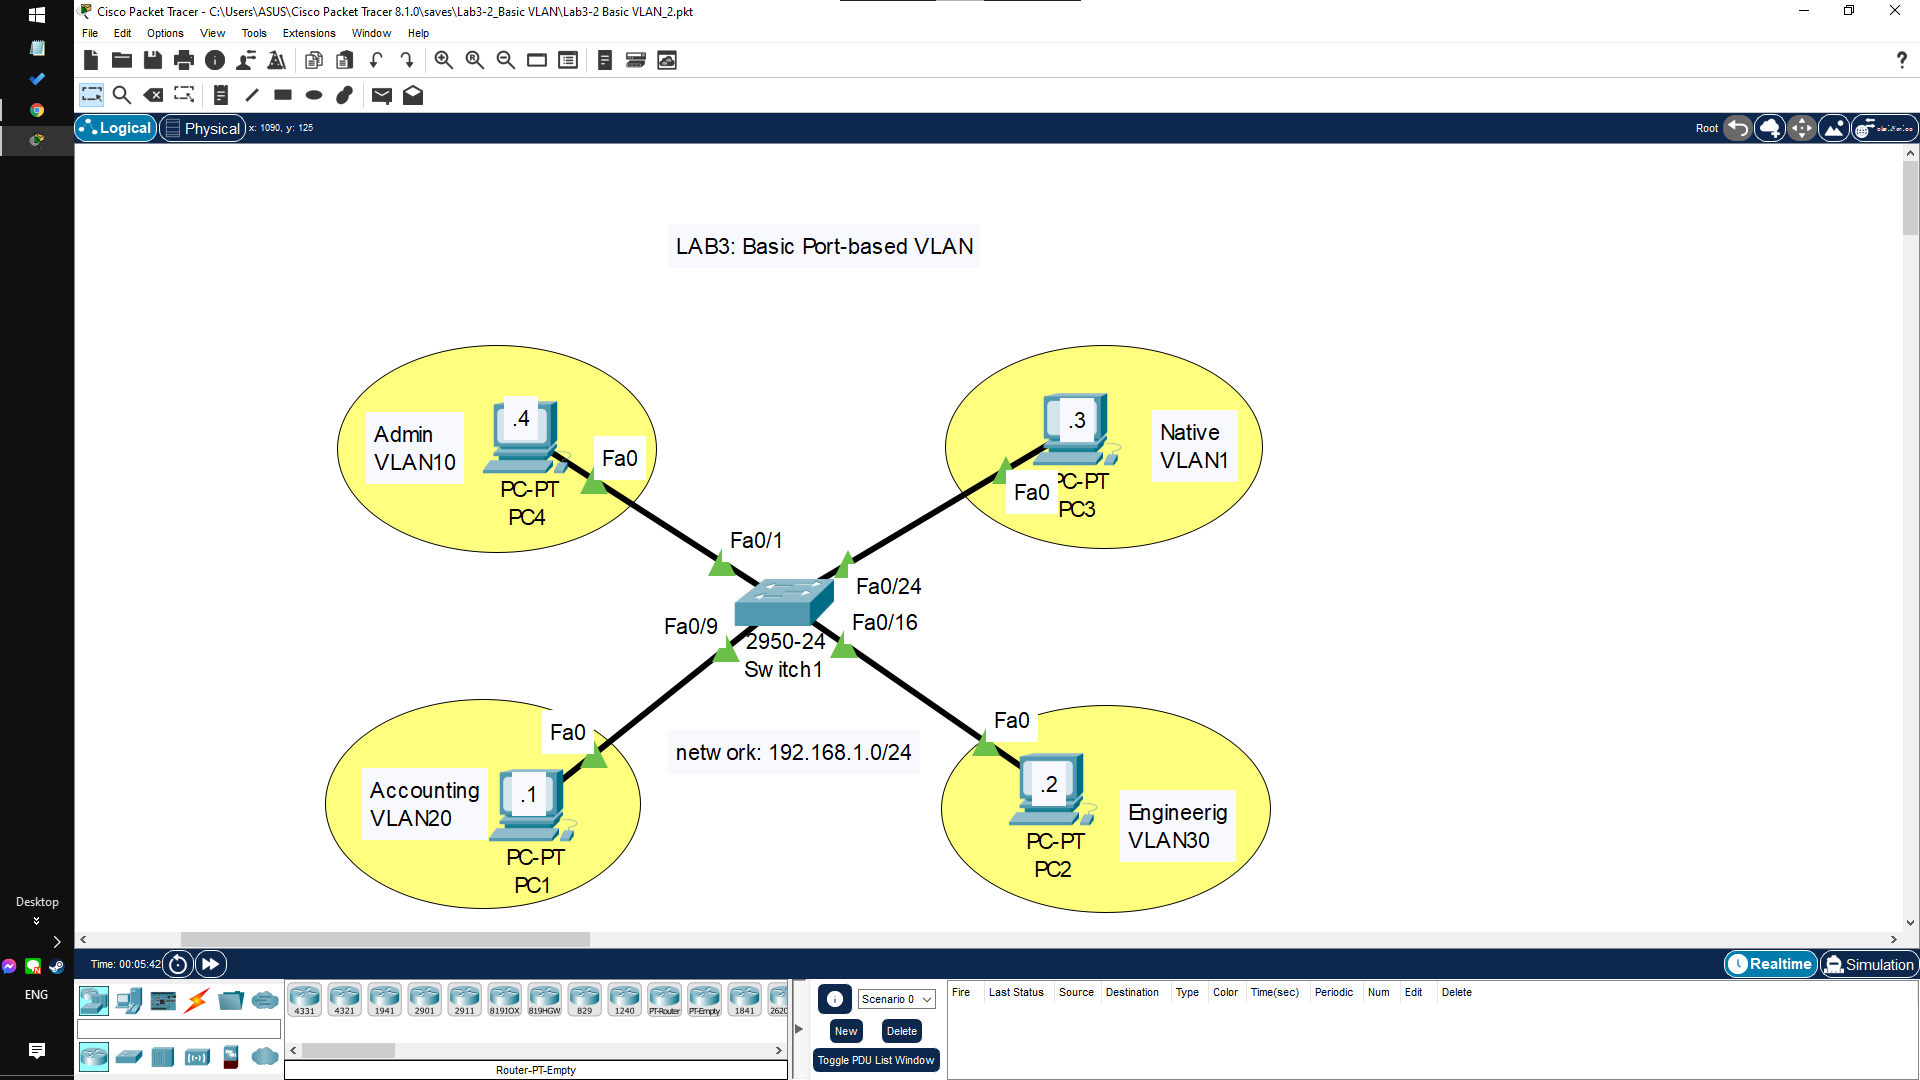 Cisco Packet Tracer - C:\Users\ASUS\Cisco Packet Tracer 8.1.0\saves\Lab3-2_Basic VLAN\Lab3-2 Basic VLAN_2.pkt
File Edit Options View Tools Extensions Window Help
Logical Physical x: 1090, y: 125
Root
LAB3: Basic Port-based VLAN
Admin
VLAN10
.4
Fa0
PC-PT
PC4
.3
Native
VLAN1
Fa0
PC-PT
PC3
Fa0/1
Fa0/24
Fa0/9
Fa0/16
2950-24
Switch1
Fa0
network: 192.168.1.0/24
Fa0
Accounting
VLAN20
.1
PC-PT
PC1
.2
Engineerig
VLAN30
PC-PT
PC2
Desktop
ENG
Time: 00:05:42
Realtime Simulation
4331 4321 1941 2901 2911 819IOX 819HGW 829 1240 PT-Router PT-Empty 1841 2620
Router-PT-Empty
Scenario 0
New Delete
Toggle PDU List Window
Fire Last Status Source Destination Type Color Time(sec) Periodic Num Edit Delete